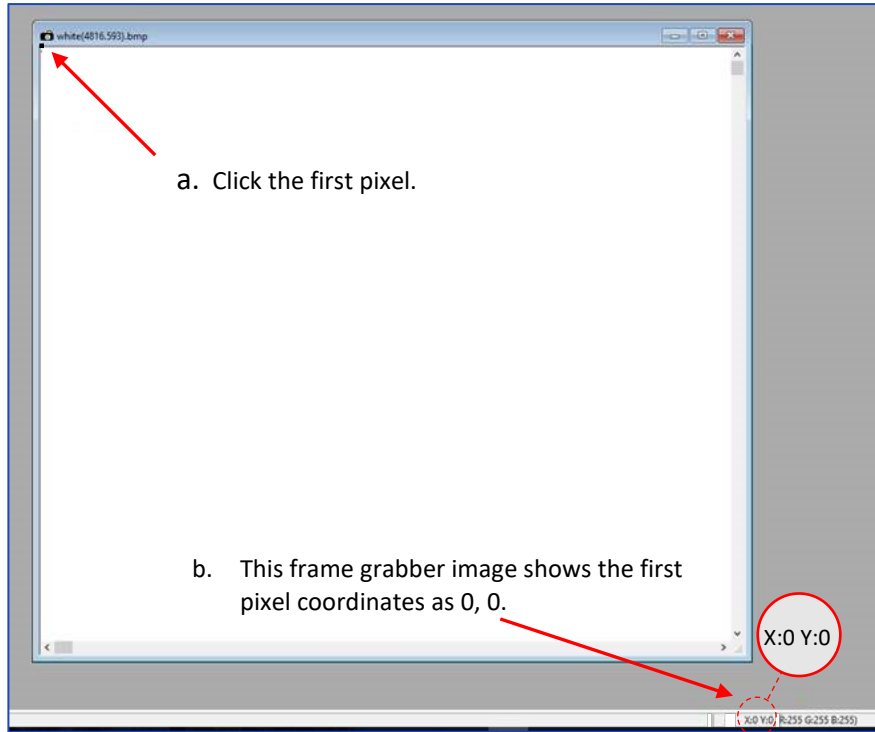 white(4816.593).bmp
a. Click the first pixel.
b. This frame grabber image shows the first
pixel coordinates as 0, 0.
X:0 Y:0
X:0 Y:0 R:255 G:255 B:255)